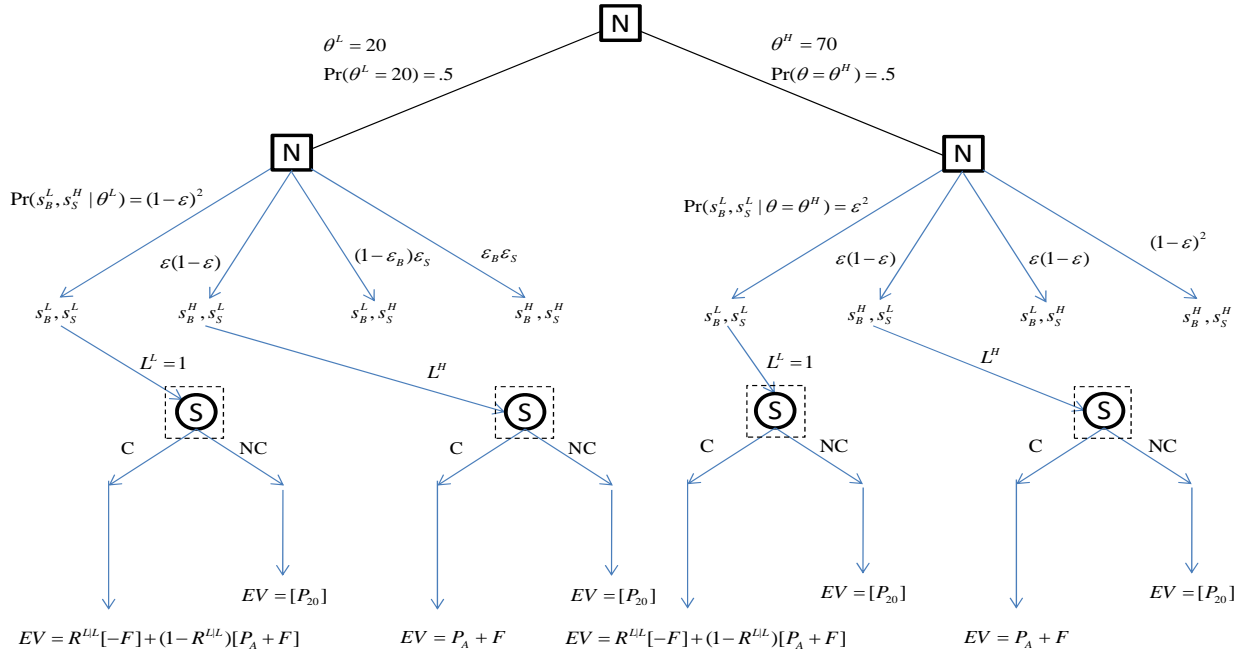 N
θ^L = 20
Pr(θ^L = 20) = .5
θ^H = 70
Pr(θ = θ^H) = .5
N
N
Pr(s_B^L, s_S^H | θ^L) = (1−ε)^2
ε(1−ε)
(1−ε_B)ε_S
ε_B ε_S
Pr(s_B^L, s_S^L | θ = θ^H) = ε^2
ε(1−ε)
ε(1−ε)
(1−ε)^2
s_B^L, s_S^L
s_B^H, s_S^L
s_B^L, s_S^H
s_B^H, s_S^H
s_B^L, s_S^L
s_B^H, s_S^L
s_B^L, s_S^H
s_B^H, s_S^H
L^L = 1
L^H
L^L = 1
L^H
S
S
S
S
C
NC
C
NC
C
NC
C
NC
EV = [P_20]
EV = [P_20]
EV = [P_20]
EV = [P_20]
EV = R^{L|L}[−F] + (1−R^{L|L})[P_A + F]
EV = P_A + F
EV = R^{L|L}[−F] + (1−R^{L|L})[P_A + F]
EV = P_A + F